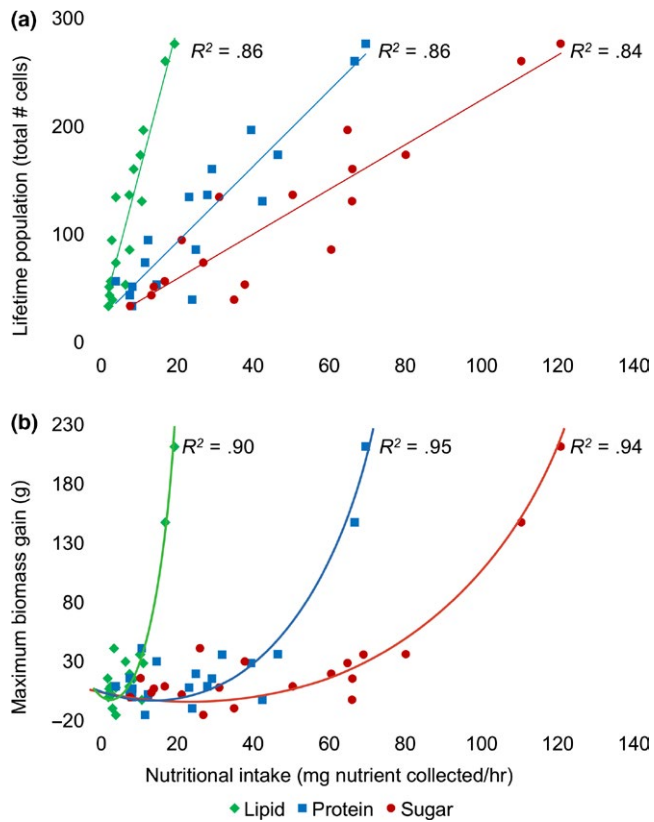 (a)
300
200
100
0
Lifetime population (total # cells)
R² = .86
R² = .86
R² = .84
0 20 40 60 80 100 120 140
(b)
230
180
130
80
30
−20
Maximum biomass gain (g)
R² = .90
R² = .95
R² = .94
0 20 40 60 80 100 120 140
Nutritional intake (mg nutrient collected/hr)
Lipid Protein Sugar